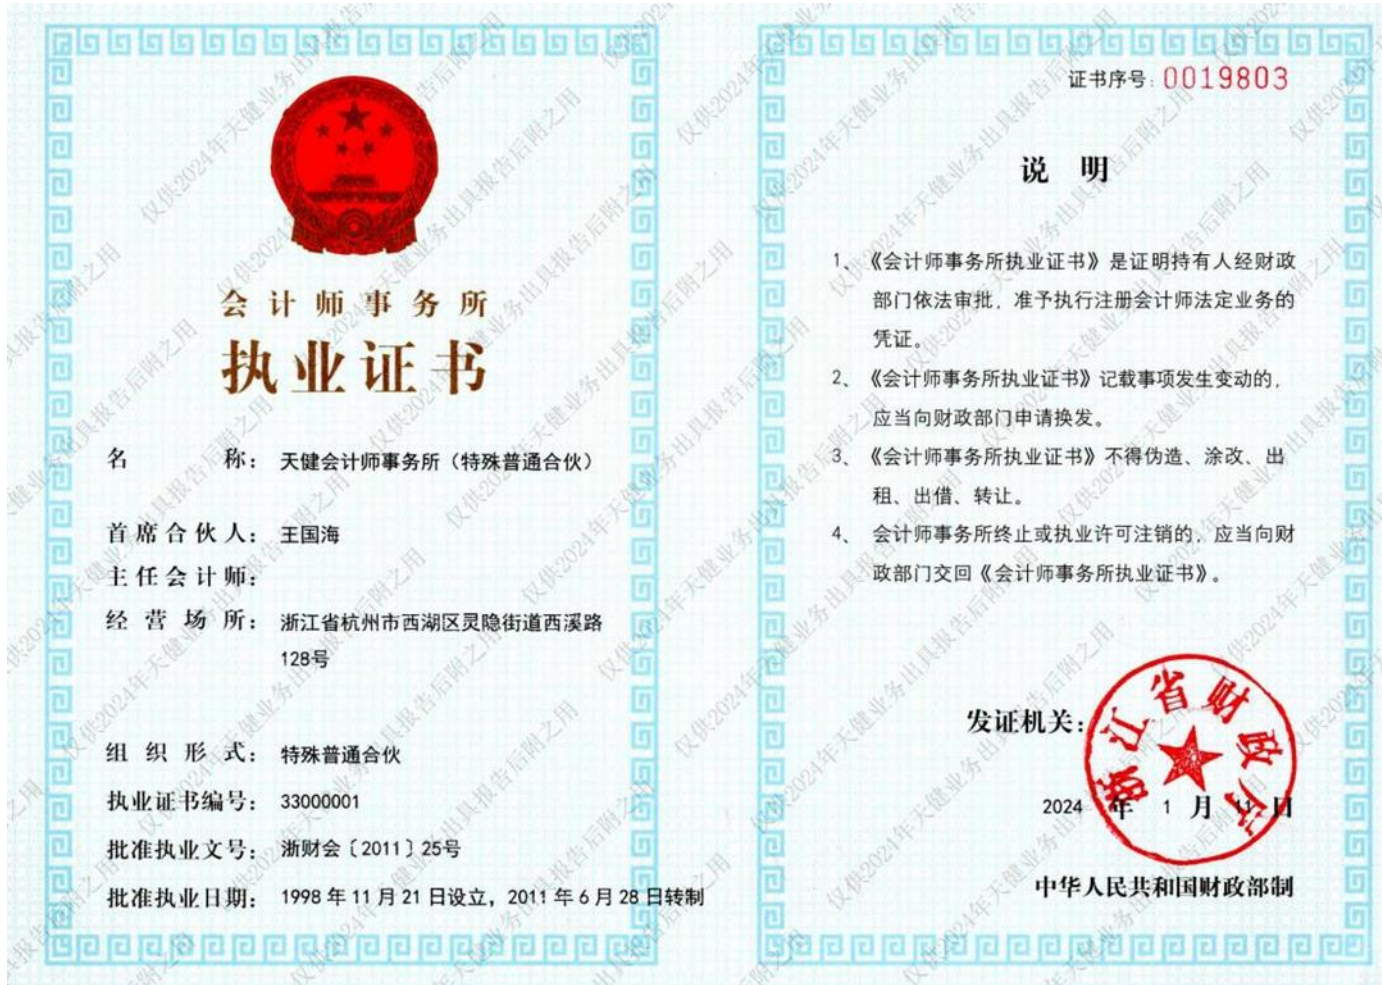 会计师事务所
执业证书
名 称：天健会计师事务所（特殊普通合伙）
首席合伙人：王国海
主任会计师：
经营场所：浙江省杭州市西湖区灵隐街道西溪路
128号
组织形式：特殊普通合伙
执业证书编号：33000001
批准执业文号：浙财会〔2011〕25号
批准执业日期：1998年11月21日设立，2011年6月28日转制
证书序号：0019803
说 明
1、《会计师事务所执业证书》是证明持有人经财政
部门依法审批，准予执行注册会计师法定业务的
凭证。
2、《会计师事务所执业证书》记载事项发生变动的，
应当向财政部门申请换发。
3、《会计师事务所执业证书》不得伪造、涂改、出
租、出借、转让。
4、会计师事务所终止或执业许可注销的，应当向财
政部门交回《会计师事务所执业证书》。
发证机关：
浙江省财政厅
2024年1月11日
中华人民共和国财政部制
仅供2024年天健业务出具报告后附之用